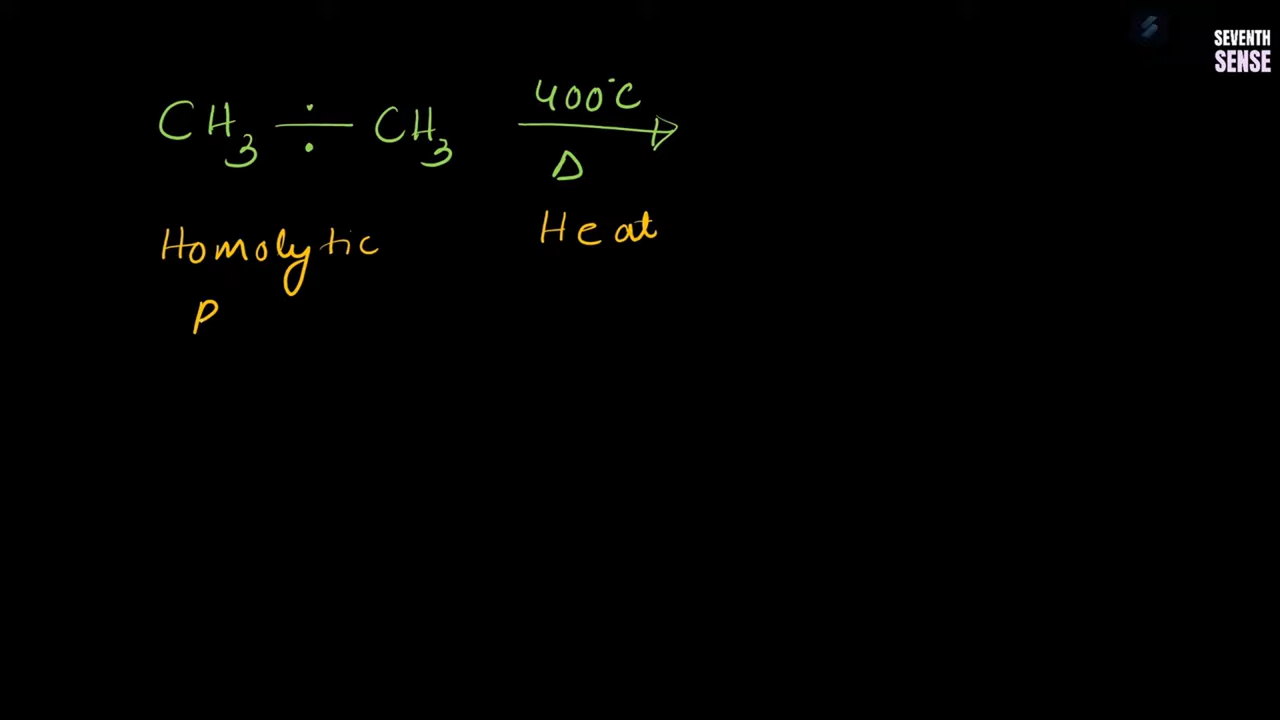 SEVENTH
SENSE
400°C
CH3 — CH3
Δ
Homolytic
Heat
P